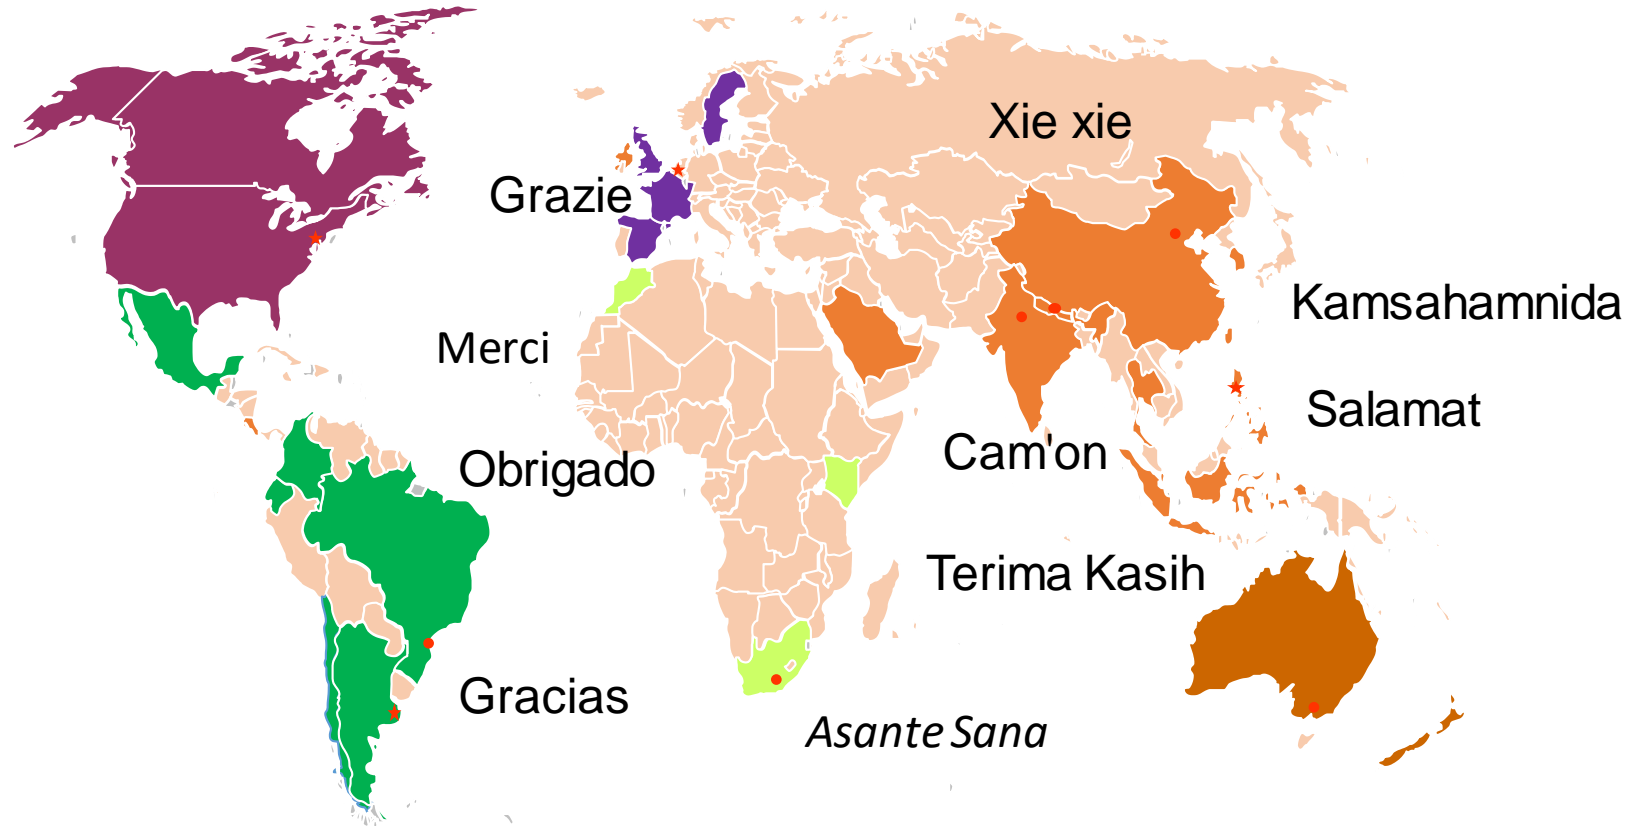 Xie xie
Grazie
Kamsahamnida
Merci
Salamat
Cam'on
Obrigado
Terima Kasih
Gracias
Asante Sana